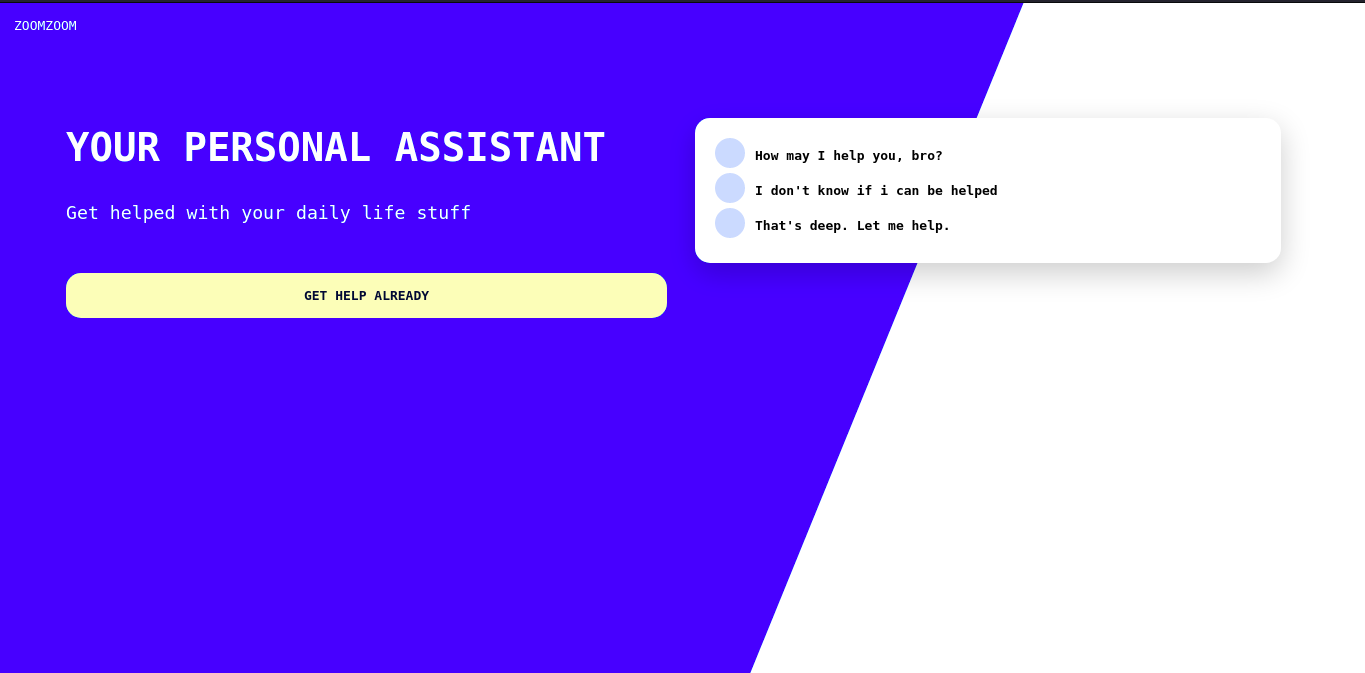 ZOOMZOOM
YOUR PERSONAL ASSISTANT
Get helped with your daily life stuff
GET HELP ALREADY
How may I help you, bro?
I don't know if i can be helped
That's deep. Let me help.